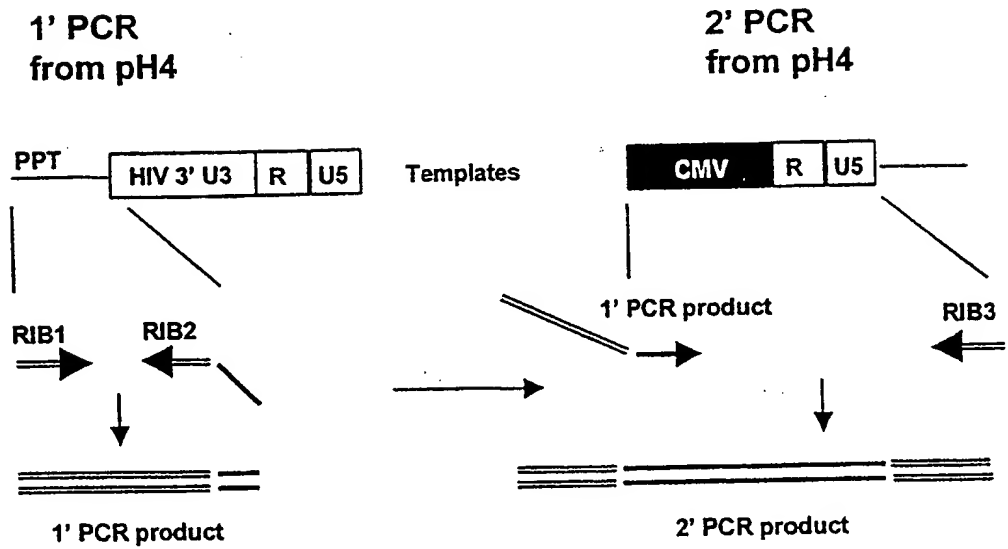 1’ PCR
from pH4
2’ PCR
from pH4
PPT
HIV 3’ U3
R
U5
Templates
CMV
R
U5
RIB1
RIB2
1’ PCR product
RIB3
1’ PCR product
2’ PCR product